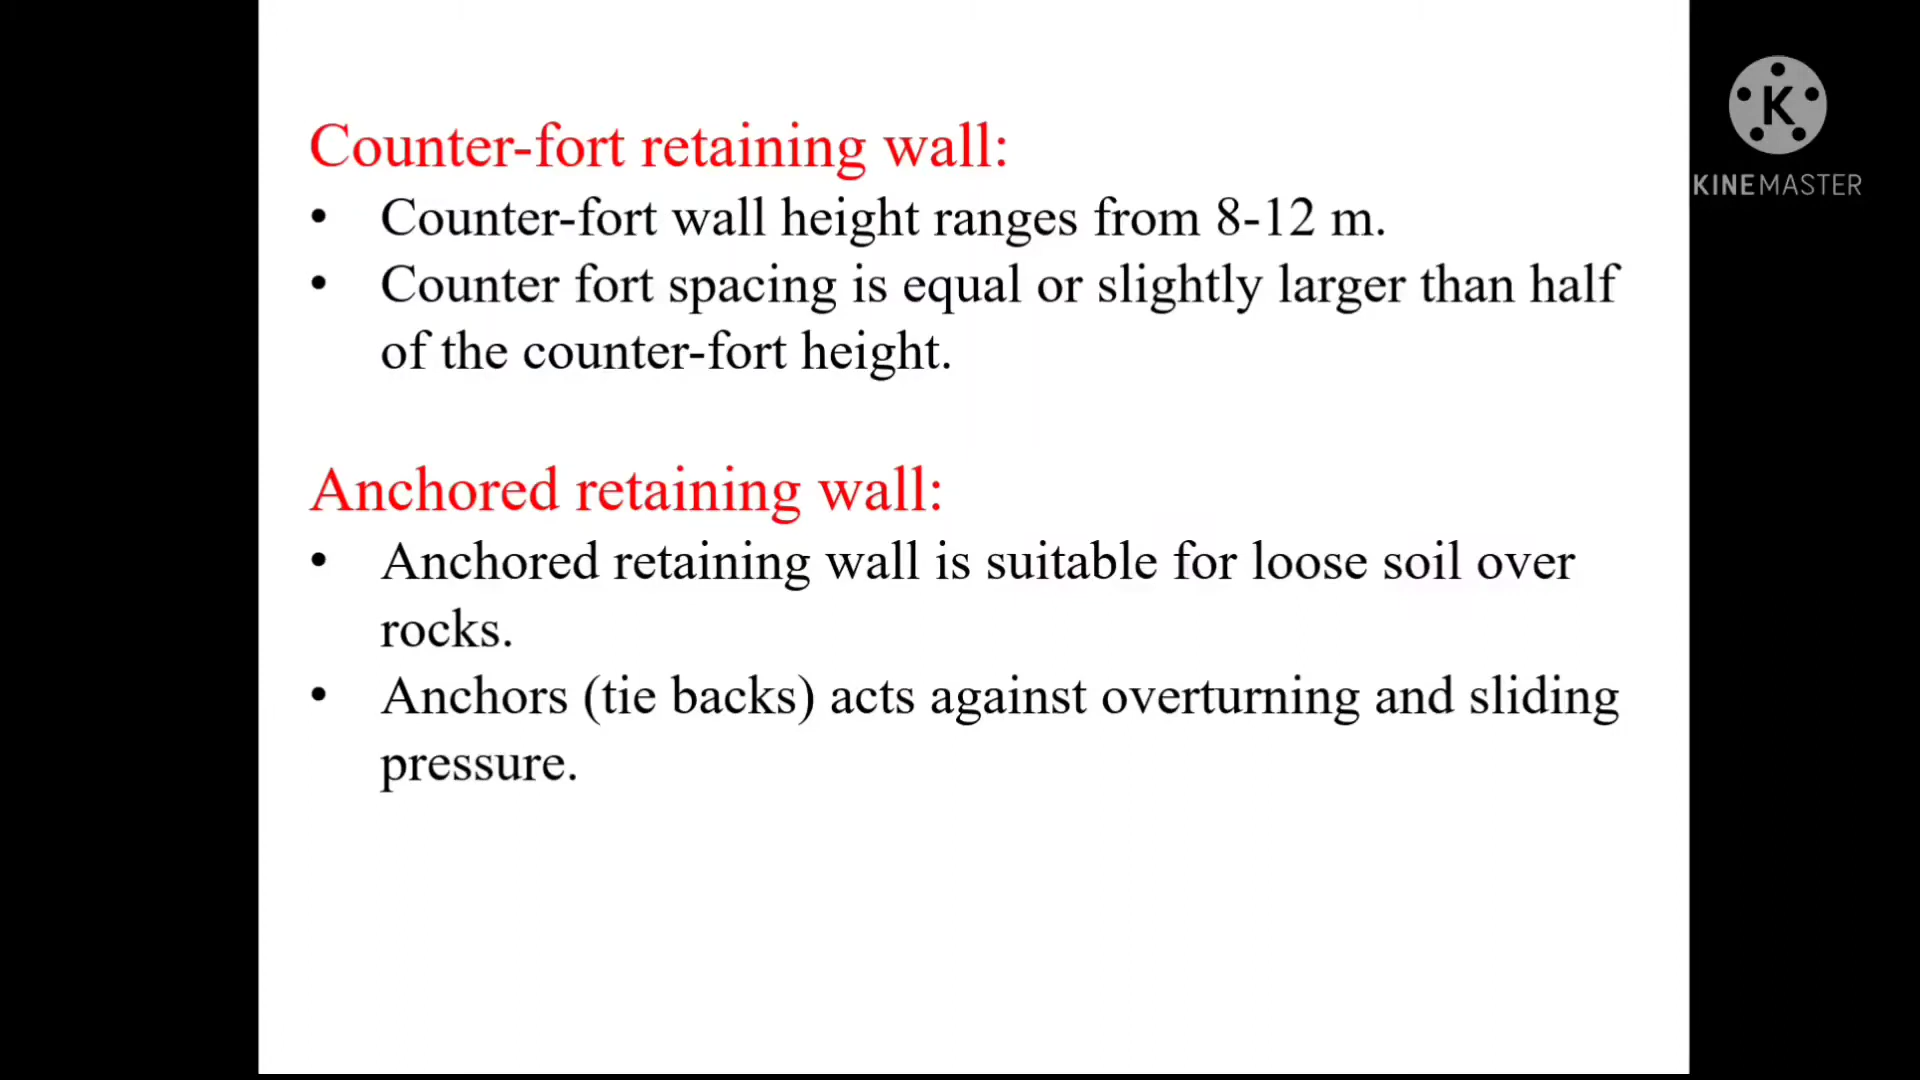 Counter-fort retaining wall:
• Counter-fort wall height ranges from 8-12 m.
• Counter fort spacing is equal or slightly larger than half
of the counter-fort height.
Anchored retaining wall:
• Anchored retaining wall is suitable for loose soil over
rocks.
• Anchors (tie backs) acts against overturning and sliding
pressure.
K
KINEMASTER